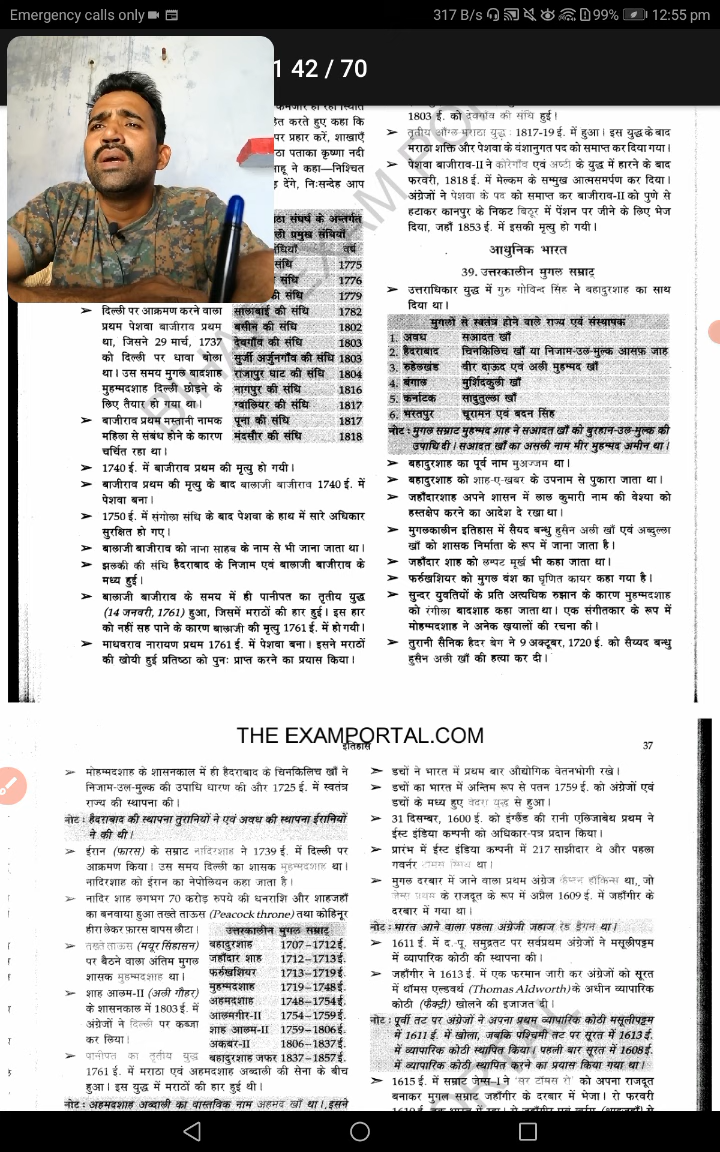 Emergency calls only
317 B/s
99%
12:55 pm
1 42 / 70
हित करते हुए कहा कि
पर प्रहार करें, शाखाएँ
ठा पताका कृष्णा नदी
साहू ने कहा—निश्चित
देंगे, निःसन्देह आप
संघर्ष के अन्तर्गत
प्रमुख संधियाँ
वर्ष
संधि 1775
की संधि 1776
की संधि 1779
सालबाई की संधि 1782
बसीन की संधि 1802
देवगाँव की संधि 1803
सुर्जी अर्जुनगाँव की संधि 1803
राजापुर घाट की संधि 1804
नागपुर की संधि 1816
ग्वालियर की संधि 1817
पूना की संधि 1817
मंदसौर की संधि 1818
➢ दिल्ली पर आक्रमण करने वाला
प्रथम पेशवा बाजीराव प्रथम
था, जिसने 29 मार्च, 1737
को दिल्ली पर धावा बोला
था। उस समय मुगल बादशाह
मुहम्मदशाह दिल्ली छोड़ने के
लिए तैयार हो गया था।
➢ बाजीराव प्रथम मस्तानी नामक
महिला से संबंध होने के कारण
चर्चित रहा था।
➢ 1740 ई. में बाजीराव प्रथम की मृत्यु हो गयी।
➢ बाजीराव प्रथम की मृत्यु के बाद बालाजी बाजीराव 1740 ई. में
पेशवा बना।
➢ 1750 ई. में संगोला संधि के बाद पेशवा के हाथ में सारे अधिकार
सुरक्षित हो गए।
➢ बालाजी बाजीराव को नाना साहब के नाम से भी जाना जाता था।
➢ झलकी की संधि हैदराबाद के निजाम एवं बालाजी बाजीराव के
मध्य हुई।
➢ बालाजी बाजीराव के समय में ही पानीपत का तृतीय युद्ध
(14 जनवरी, 1761) हुआ, जिसमें मराठों की हार हुई। इस हार
को नहीं सह पाने के कारण बालाजी की मृत्यु 1761 ई. में हो गयी।
➢ माधवराव नारायण प्रथम 1761 ई. में पेशवा बना। इसने मराठों
की खोयी हुई प्रतिष्ठा को पुनः प्राप्त करने का प्रयास किया।
1803 ई. को देवगाँव की संधि हुई।
➢ तृतीय आँग्ल मराठा युद्ध : 1817-19 ई. में हुआ। इस युद्ध के बाद
मराठा शक्ति और पेशवा के वंशानुगत पद को समाप्त कर दिया गया।
➢ पेशवा बाजीराव-II ने कोरेगाँव एवं अष्टी के युद्ध में हारने के बाद
फरवरी, 1818 ई. में मेल्कम के सम्मुख आत्मसमर्पण कर दिया।
अंग्रेजों ने पेशवा के पद को समाप्त कर बाजीराव-II को पुणे से
हटाकर कानपुर के निकट बिठूर में पेंशन पर जीने के लिए भेज
दिया, जहाँ 1853 ई. में इसकी मृत्यु हो गयी।
आधुनिक भारत
39. उत्तरकालीन मुगल सम्राट्
➢ उत्तराधिकार युद्ध में गुरु गोविन्द सिंह ने बहादुरशाह का साथ
दिया था।
मुगलों से स्वतंत्र होने वाले राज्य एवं संस्थापक
1. अवध सआदत खाँ
2. हैदराबाद चिनकिलिच खाँ या निजाम-उल-मुल्क आसफ़ जाह
3. रुहेलखंड वीर दाऊद एवं अली मुहम्मद खाँ
4. बंगाल मुर्शिदकुली खाँ
5. कर्नाटक सादुतुल्ला खाँ
6. भरतपुर चूरामन एवं बदन सिंह
नोट : मुगल सम्राट मुहम्मद शाह ने सआदत खाँ को बुरहान-उल-मुल्क की
उपाधि दी। सआदत खाँ का असली नाम मीर मुहम्मद अमीन था।
➢ बहादुरशाह का पूर्व नाम मुअज्जम था।
➢ बहादुरशाह को शाह-ए-खबर के उपनाम से पुकारा जाता था।
➢ जहाँदारशाह अपने शासन में लाल कुमारी नाम की वेश्या को
हस्तक्षेप करने का आदेश दे रखा था।
➢ मुगलकालीन इतिहास में सैयद बन्धु हुसैन अली खाँ एवं अब्दुल्ला
खाँ को शासक निर्माता के रूप में जाना जाता है।
➢ जहाँदार शाह को लम्पट मूर्ख भी कहा जाता था।
➢ फर्रुखशियर को मुगल वंश का घृणित कायर कहा गया है।
➢ सुन्दर युवतियों के प्रति अत्यधिक रुझान के कारण मुहम्मदशाह
को रंगीला बादशाह कहा जाता था। एक संगीतकार के रूप में
मोहम्मदशाह ने अनेक ख़यालों की रचना की।
➢ तुरानी सैनिक हैदर बेग ने 9 अक्टूबर, 1720 ई. को सैय्यद बन्धु
हुसैन अली खाँ की हत्या कर दी।
THE EXAMPORTAL.COM
इतिहास
37
➢ मोहम्मदशाह के शासनकाल में ही हैदराबाद के चिनकिलिच खाँ ने
निजाम-उल-मुल्क की उपाधि धारण की और 1725 ई. में स्वतंत्र
राज्य की स्थापना की।
नोट : हैदराबाद की स्थापना तुरानियों ने एवं अवध की स्थापना ईरानियों
ने की थी।
➢ ईरान (फारस) के सम्राट नादिरशाह ने 1739 ई. में दिल्ली पर
आक्रमण किया। उस समय दिल्ली का शासक मुहम्मदशाह था।
नादिरशाह को ईरान का नेपोलियन कहा जाता है।
➢ नादिर शाह लगभग 70 करोड़ रुपये की धनराशि और शाहजहाँ
का बनवाया हुआ तख्ते ताऊस (Peacock throne) तथा कोहिनूर
हीरा लेकर फ़ारस वापस लौटा।
➢ तख्ते ताऊस (मयूर सिंहासन)
पर बैठने वाला अंतिम मुगल
शासक मुहम्मदशाह था।
➢ शाह आलम-II (अली गौहर)
के शासनकाल में 1803 ई. में
अंग्रेजों ने दिल्ली पर कब्जा
कर लिया।
उत्तरकालीन मुगल सम्राट्
बहादुरशाह 1707–1712 ई.
जहाँदार शाह 1712–1713 ई.
फर्रुखशियर 1713–1719 ई.
मुहम्मदशाह 1719–1748 ई.
अहमदशाह 1748–1754 ई.
आलमगीर-II 1754–1759 ई.
शाह आलम-II 1759–1806 ई.
अकबर-II 1806–1837 ई.
बहादुरशाह जफर 1837–1857 ई.
➢ पानीपत का तृतीय युद्ध
1761 ई. में मराठा एवं अहमदशाह अब्दाली की सेना के बीच
हुआ। इस युद्ध में मराठों की हार हुई थी।
नोट : अहमदशाह अब्दाली का वास्तविक नाम अहमद खाँ था। इसने
➢ डचों ने भारत में प्रथम बार औद्योगिक वेतनभोगी रखे।
➢ डचों का भारत में अन्तिम रूप से पतन 1759 ई. को अंग्रेजों एवं
डचों के मध्य हुए वेदरा युद्ध से हुआ।
➢ 31 दिसम्बर, 1600 ई. को इंग्लैंड की रानी एलिजाबेथ प्रथम ने
ईस्ट इंडिया कम्पनी को अधिकार-पत्र प्रदान किया।
➢ प्रारंभ में ईस्ट इंडिया कम्पनी में 217 साझीदार थे और पहला
गवर्नर टॉमस स्मिथ था।
➢ मुगल दरबार में जाने वाला प्रथम अंग्रेज कैप्टन हॉकिन्स था, जो
जेम्स प्रथम के राजदूत के रूप में अप्रैल 1609 ई. में जहाँगीर के
दरबार में गया था।
नोट : भारत आने वाला पहला अंग्रेजी जहाज रेड ड्रैगन था।
➢ 1611 ई. में द.-पू. समुद्रतट पर सर्वप्रथम अंग्रेजों ने मसूलीपट्टम
में व्यापारिक कोठी की स्थापना की।
➢ जहाँगीर ने 1613 ई. में एक फरमान जारी कर अंग्रेजों को सूरत
में थॉमस एल्डवर्थ (Thomas Aldworth) के अधीन व्यापारिक
कोठी (फैक्ट्री) खोलने की इजाजत दी।
नोट : पूर्वी तट पर अंग्रेजों ने अपना प्रथम व्यापारिक कोठी मसूलीपट्टम
में 1611 ई. में खोला, जबकि पश्चिमी तट पर सूरत में 1613 ई.
में व्यापारिक कोठी स्थापित किया। पहली बार सूरत में 1608 ई.
में व्यापारिक कोठी स्थापित करने का प्रयास किया गया था।
➢ 1615 ई. में सम्राट जेम्स-I ने 'सर टॉमस रो' को अपना राजदूत
बनाकर मुगल सम्राट जहाँगीर के दरबार में भेजा। रो फरवरी